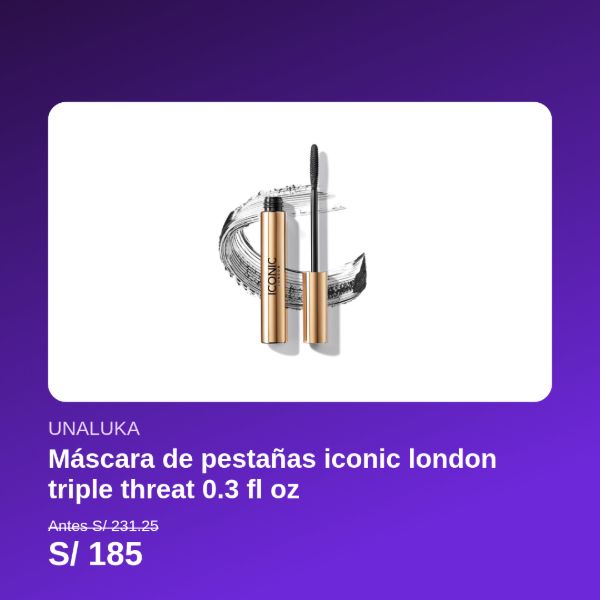 ICONIC
UNALUKA
Máscara de pestañas iconic london
triple threat 0.3 fl oz
Antes S/ 231.25
S/ 185